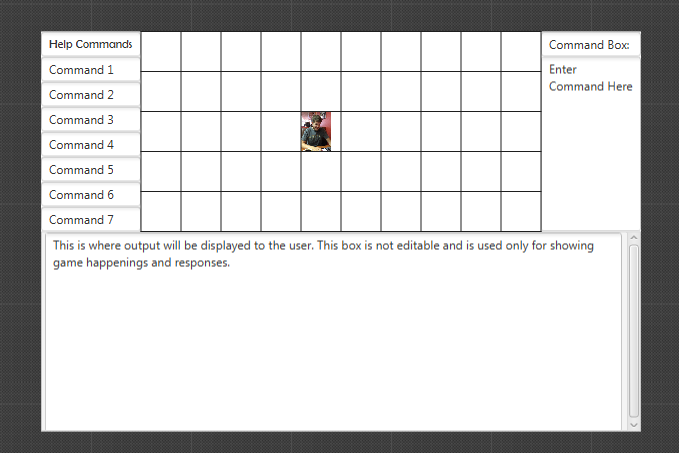 Help Commands
Command 1
Command 2
Command 3
Command 4
Command 5
Command 6
Command 7
Command Box:
Enter
Command Here
This is where output will be displayed to the user. This box is not editable and is used only for showing
game happenings and responses.